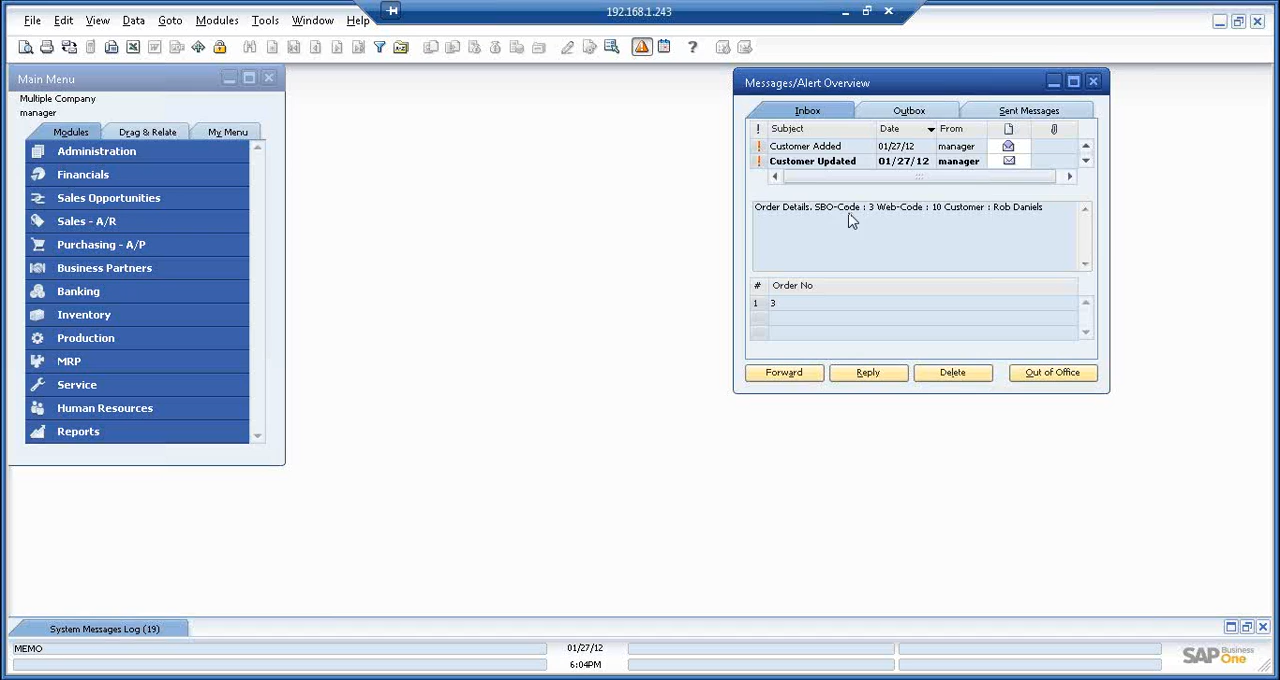 192.168.1.243
File Edit View Data Goto Modules Tools Window Help
Main Menu
Multiple Company
manager
Modules Drag & Relate My Menu
Administration
Financials
Sales Opportunities
Sales - A/R
Purchasing - A/P
Business Partners
Banking
Inventory
Production
MRP
Service
Human Resources
Reports
Messages/Alert Overview
Inbox Outbox Sent Messages
! Subject Date From
! Customer Added 01/27/12 manager
! Customer Updated 01/27/12 manager
Order Details. SBO-Code : 3 Web-Code : 10 Customer : Rob Daniels
# Order No
1 3
Forward Reply Delete Out of Office
System Messages Log (19)
MEMO 01/27/12
6:04PM
SAP Business One